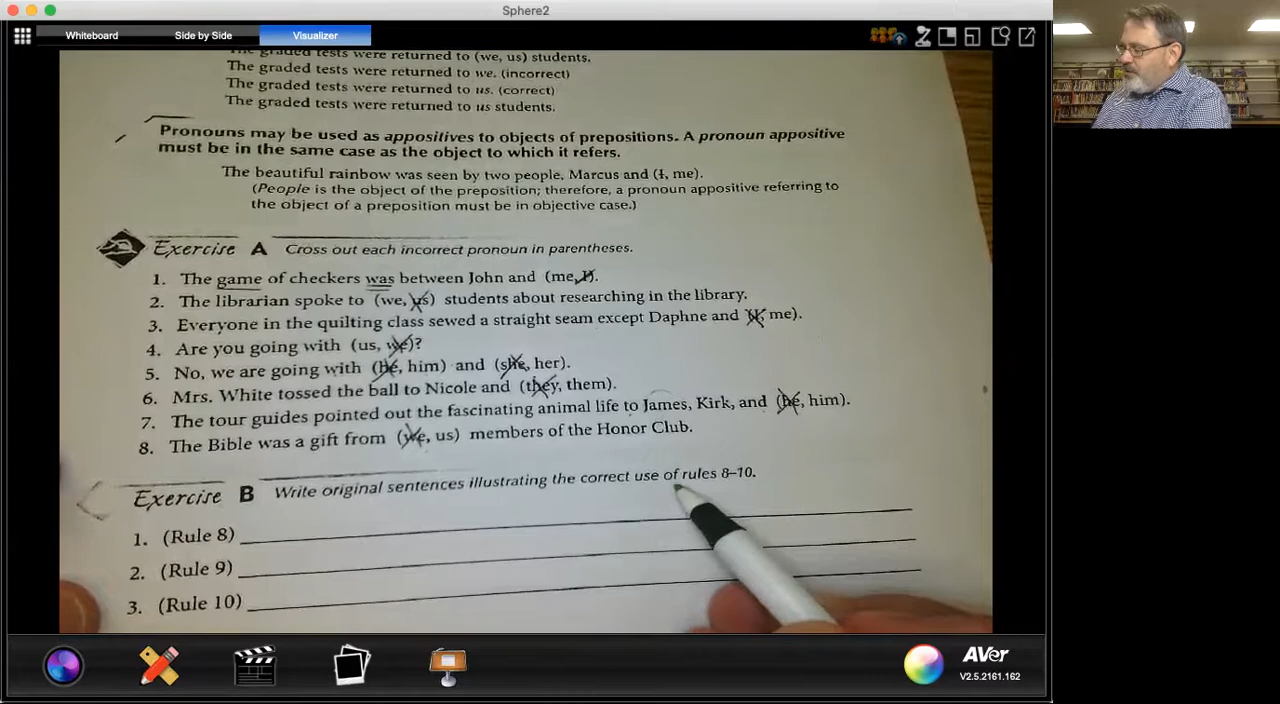 Sphere2
Whiteboard Side by Side Visualizer
The graded tests were returned to (we, us) students.
The graded tests were returned to we. (incorrect)
The graded tests were returned to us. (correct)
The graded tests were returned to us students.
Pronouns may be used as appositives to objects of prepositions. A pronoun appositive
must be in the same case as the object to which it refers.
The beautiful rainbow was seen by two people, Marcus and (I, me).
(People is the object of the preposition; therefore, a pronoun appositive referring to
the object of a preposition must be in objective case.)
Exercise A Cross out each incorrect pronoun in parentheses.
1. The game of checkers was between John and (me, I).
2. The librarian spoke to (we, us) students about researching in the library.
3. Everyone in the quilting class sewed a straight seam except Daphne and (I, me).
4. Are you going with (us, we)?
5. No, we are going with (he, him) and (she, her).
6. Mrs. White tossed the ball to Nicole and (they, them).
7. The tour guides pointed out the fascinating animal life to James, Kirk, and (he, him).
8. The Bible was a gift from (we, us) members of the Honor Club.
Exercise B Write original sentences illustrating the correct use of rules 8–10.
1. (Rule 8)
2. (Rule 9)
3. (Rule 10)
AVer
V2.5.2161.162